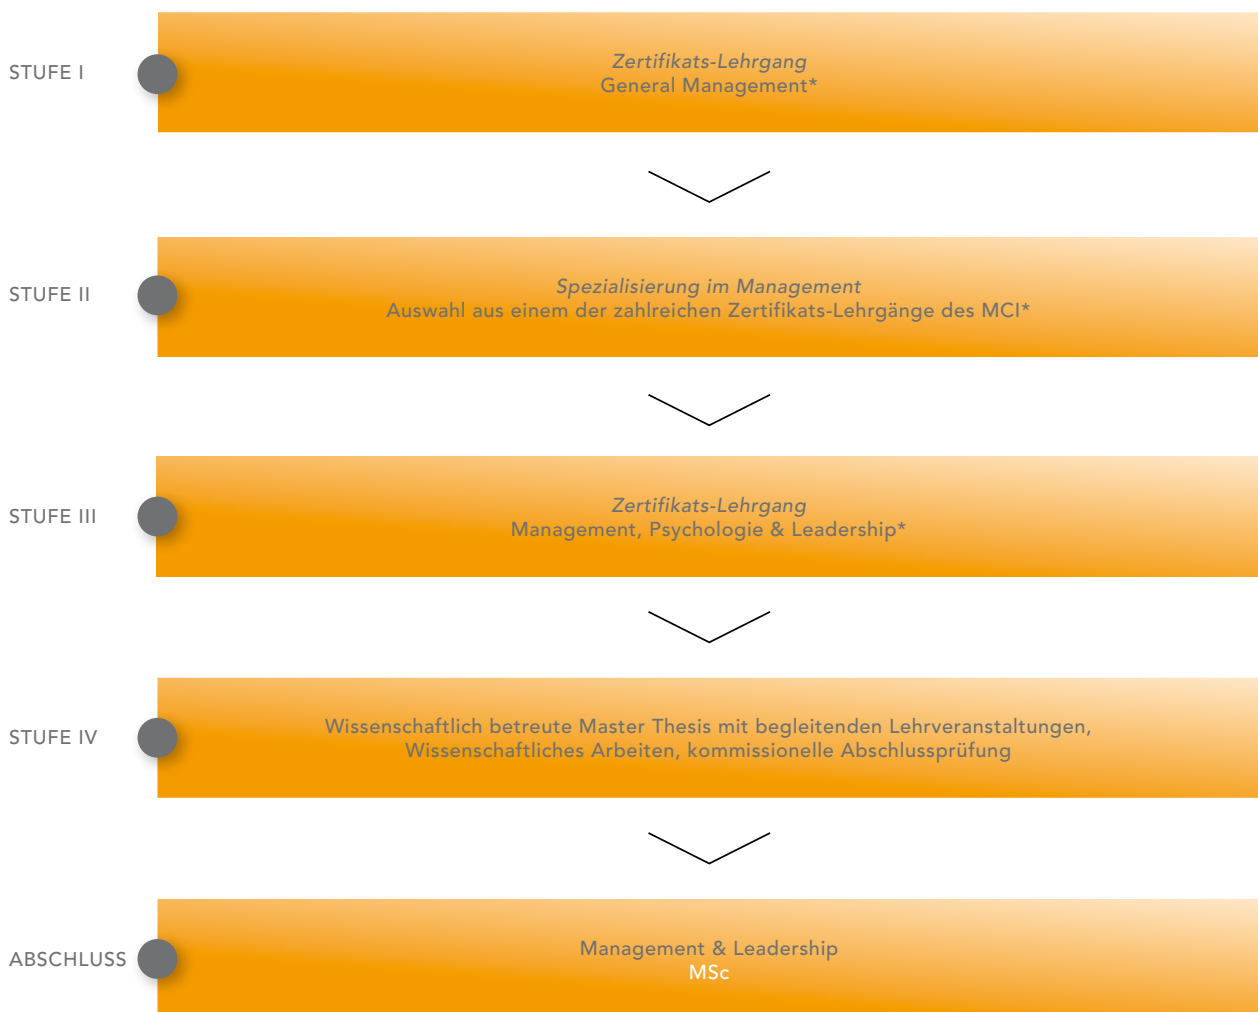 STUFE I
Zertifikats-Lehrgang
General Management*
STUFE II
Spezialisierung im Management
Auswahl aus einem der zahlreichen Zertifikats-Lehrgänge des MCI*
STUFE III
Zertifikats-Lehrgang
Management, Psychologie & Leadership*
STUFE IV
Wissenschaftlich betreute Master Thesis mit begleitenden Lehrveranstaltungen,
Wissenschaftliches Arbeiten, kommissionelle Abschlussprüfung
ABSCHLUSS
Management & Leadership
MSc